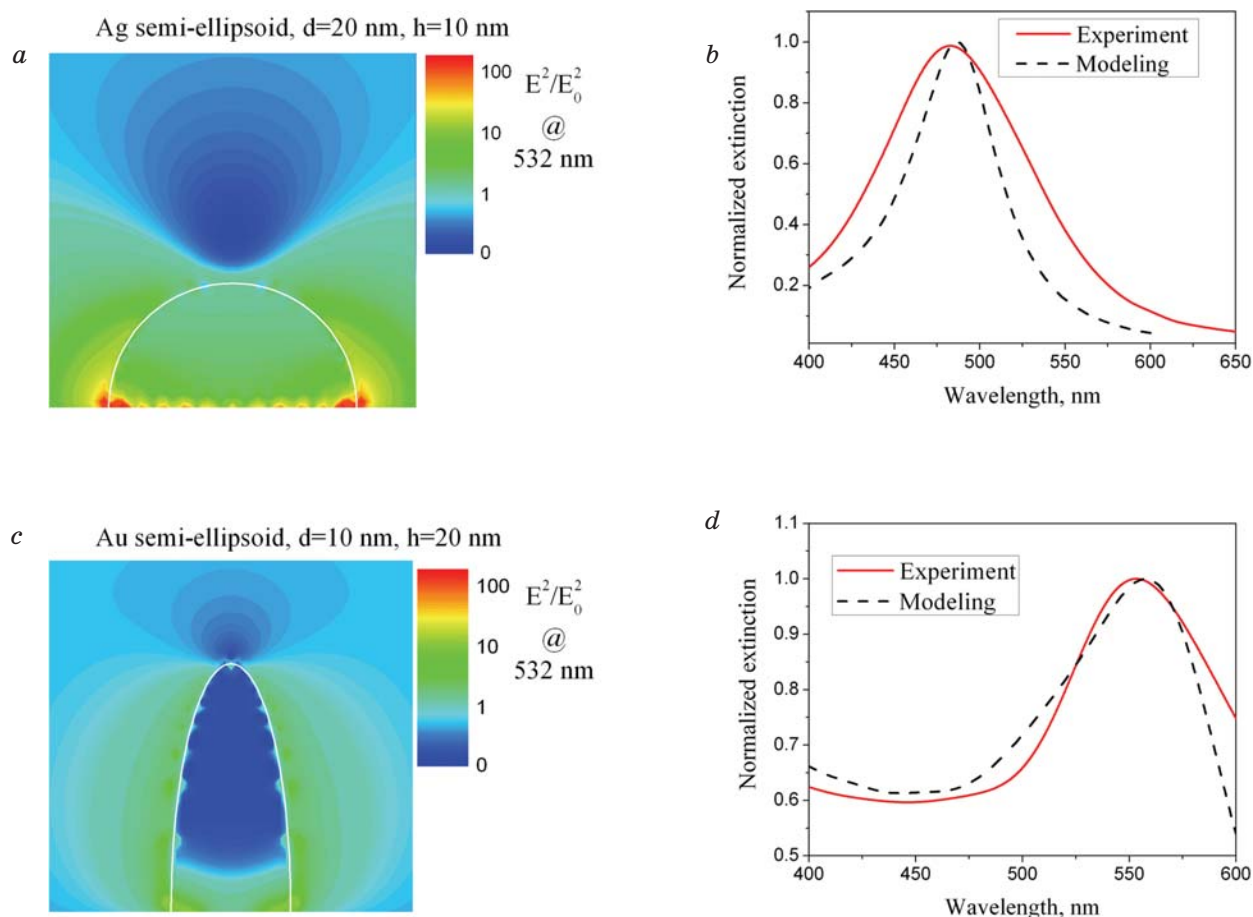 a
Ag semi-ellipsoid, d=20 nm, h=10 nm
100
10
1
0
E²/E₀²
@
532 nm
b
Experiment
Modeling
Normalized extinction
1.0
0.8
0.6
0.4
0.2
400
450
500
550
600
650
Wavelength, nm
c
Au semi-ellipsoid, d=10 nm, h=20 nm
100
10
1
0
E²/E₀²
@
532 nm
d
Experiment
Modeling
Normalized extinction
1.1
1.0
0.9
0.8
0.7
0.6
0.5
400
450
500
550
600
Wavelength, nm